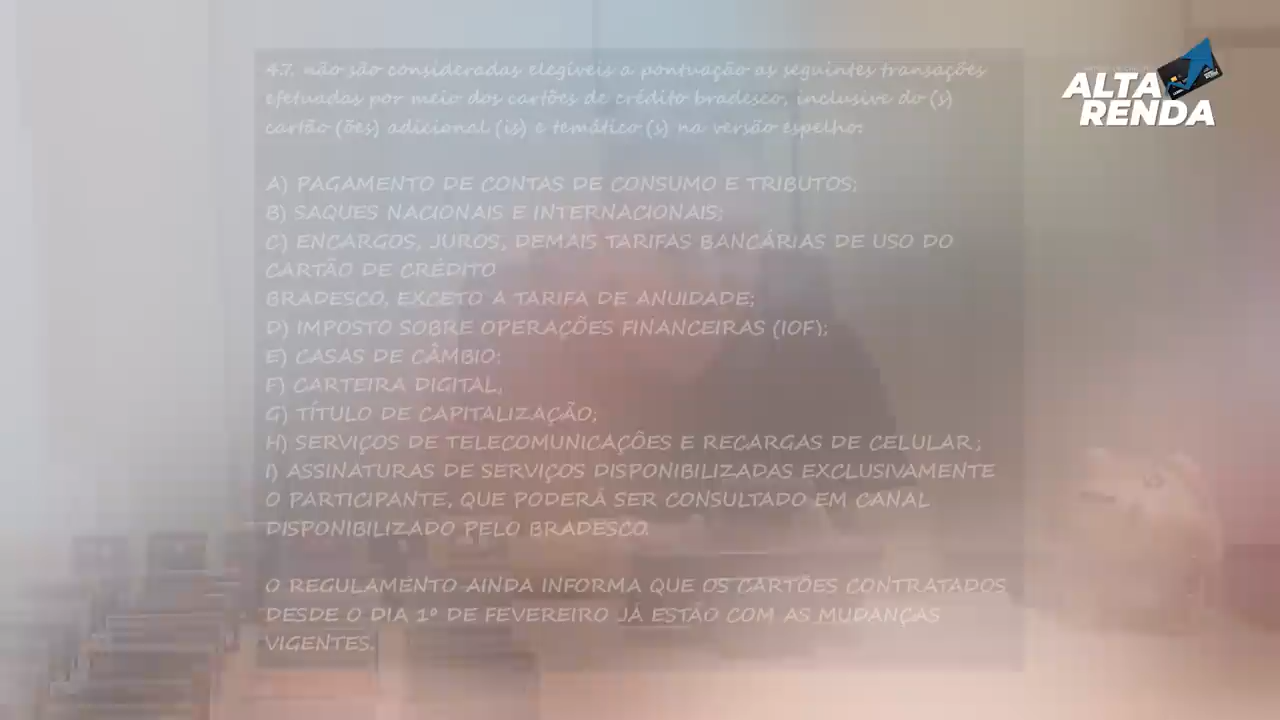 4.7. não são consideradas elegíveis a pontuação as seguintes transações
efetuadas por meio dos cartões de crédito bradesco, inclusive do (s)
cartão (ões) adicional (is) e temático (s) na versão espelho:
A) PAGAMENTO DE CONTAS DE CONSUMO E TRIBUTOS;
B) SAQUES NACIONAIS E INTERNACIONAIS;
C) ENCARGOS, JUROS, DEMAIS TARIFAS BANCÁRIAS DE USO DO
CARTÃO DE CRÉDITO
BRADESCO, EXCETO A TARIFA DE ANUIDADE;
D) IMPOSTO SOBRE OPERAÇÕES FINANCEIRAS (IOF);
E) CASAS DE CÂMBIO;
F) CARTEIRA DIGITAL;
G) TÍTULO DE CAPITALIZAÇÃO;
H) SERVIÇOS DE TELECOMUNICAÇÕES E RECARGAS DE CELULAR;
I) ASSINATURAS DE SERVIÇOS DISPONIBILIZADAS EXCLUSIVAMENTE
O PARTICIPANTE, QUE PODERÁ SER CONSULTADO EM CANAL
DISPONIBILIZADO PELO BRADESCO.
O REGULAMENTO AINDA INFORMA QUE OS CARTÕES CONTRATADOS
DESDE O DIA 1º DE FEVEREIRO JÁ ESTÃO COM AS MUDANÇAS
VIGENTES.
ALTA
RENDA